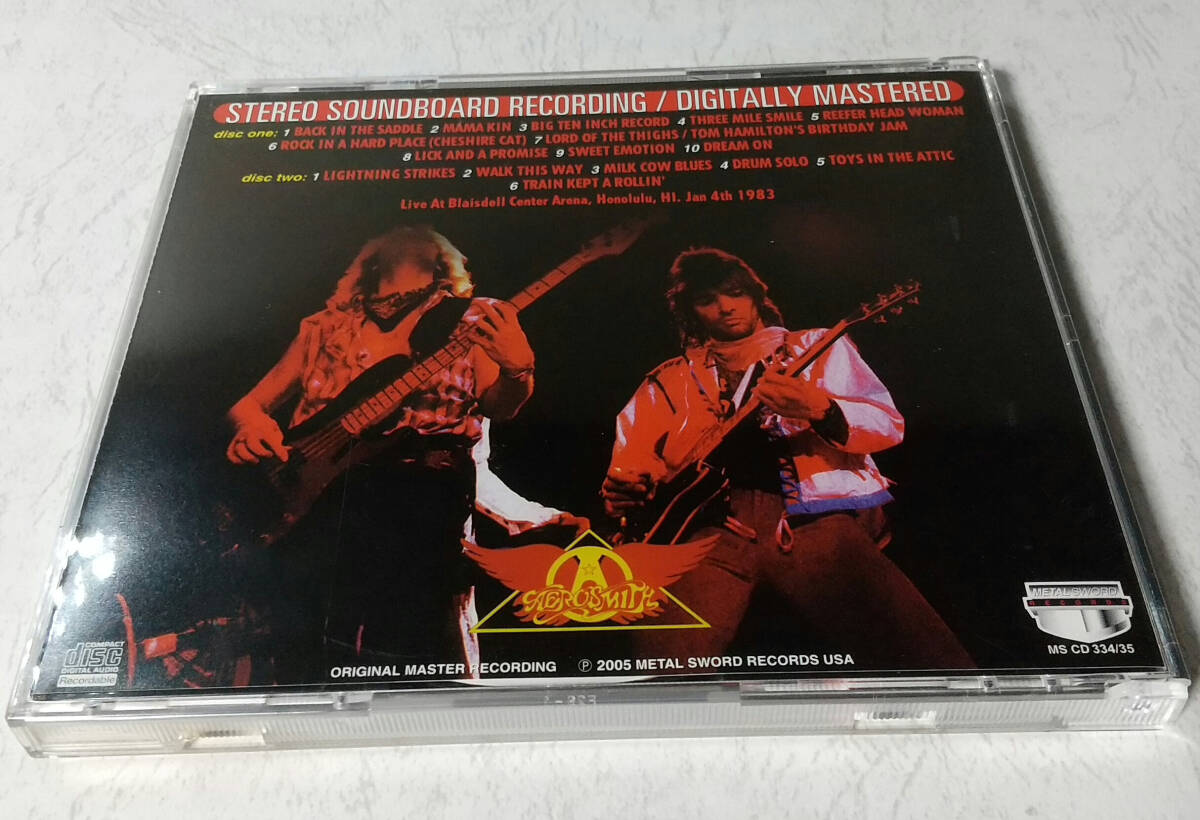 STEREO SOUNDBOARD RECORDING / DIGITALLY MASTERED
disc one: 1 BACK IN THE SADDLE 2 MAMA KIN 3 BIG TEN INCH RECORD 4 THREE MILE SMILE 5 REEFER HEAD WOMAN
6 ROCK IN A HARD PLACE (CHESHIRE CAT) 7 LORD OF THE THIGHS / TOM HAMILTON'S BIRTHDAY JAM
8 LICK AND A PROMISE 9 SWEET EMOTION 10 DREAM ON
disc two: 1 LIGHTNING STRIKES 2 WALK THIS WAY 3 MILK COW BLUES 4 DRUM SOLO 5 TOYS IN THE ATTIC
6 TRAIN KEPT A ROLLIN'
Live At Blaisdell Center Arena, Honolulu, HI. Jan 4th 1983
A
AEROSMITH
METAL SWORD
RECORDS
MS CD 334/35
COMPACT
disc
DIGITAL AUDIO
Recordable
ORIGINAL MASTER RECORDING Ⓟ 2005 METAL SWORD RECORDS USA